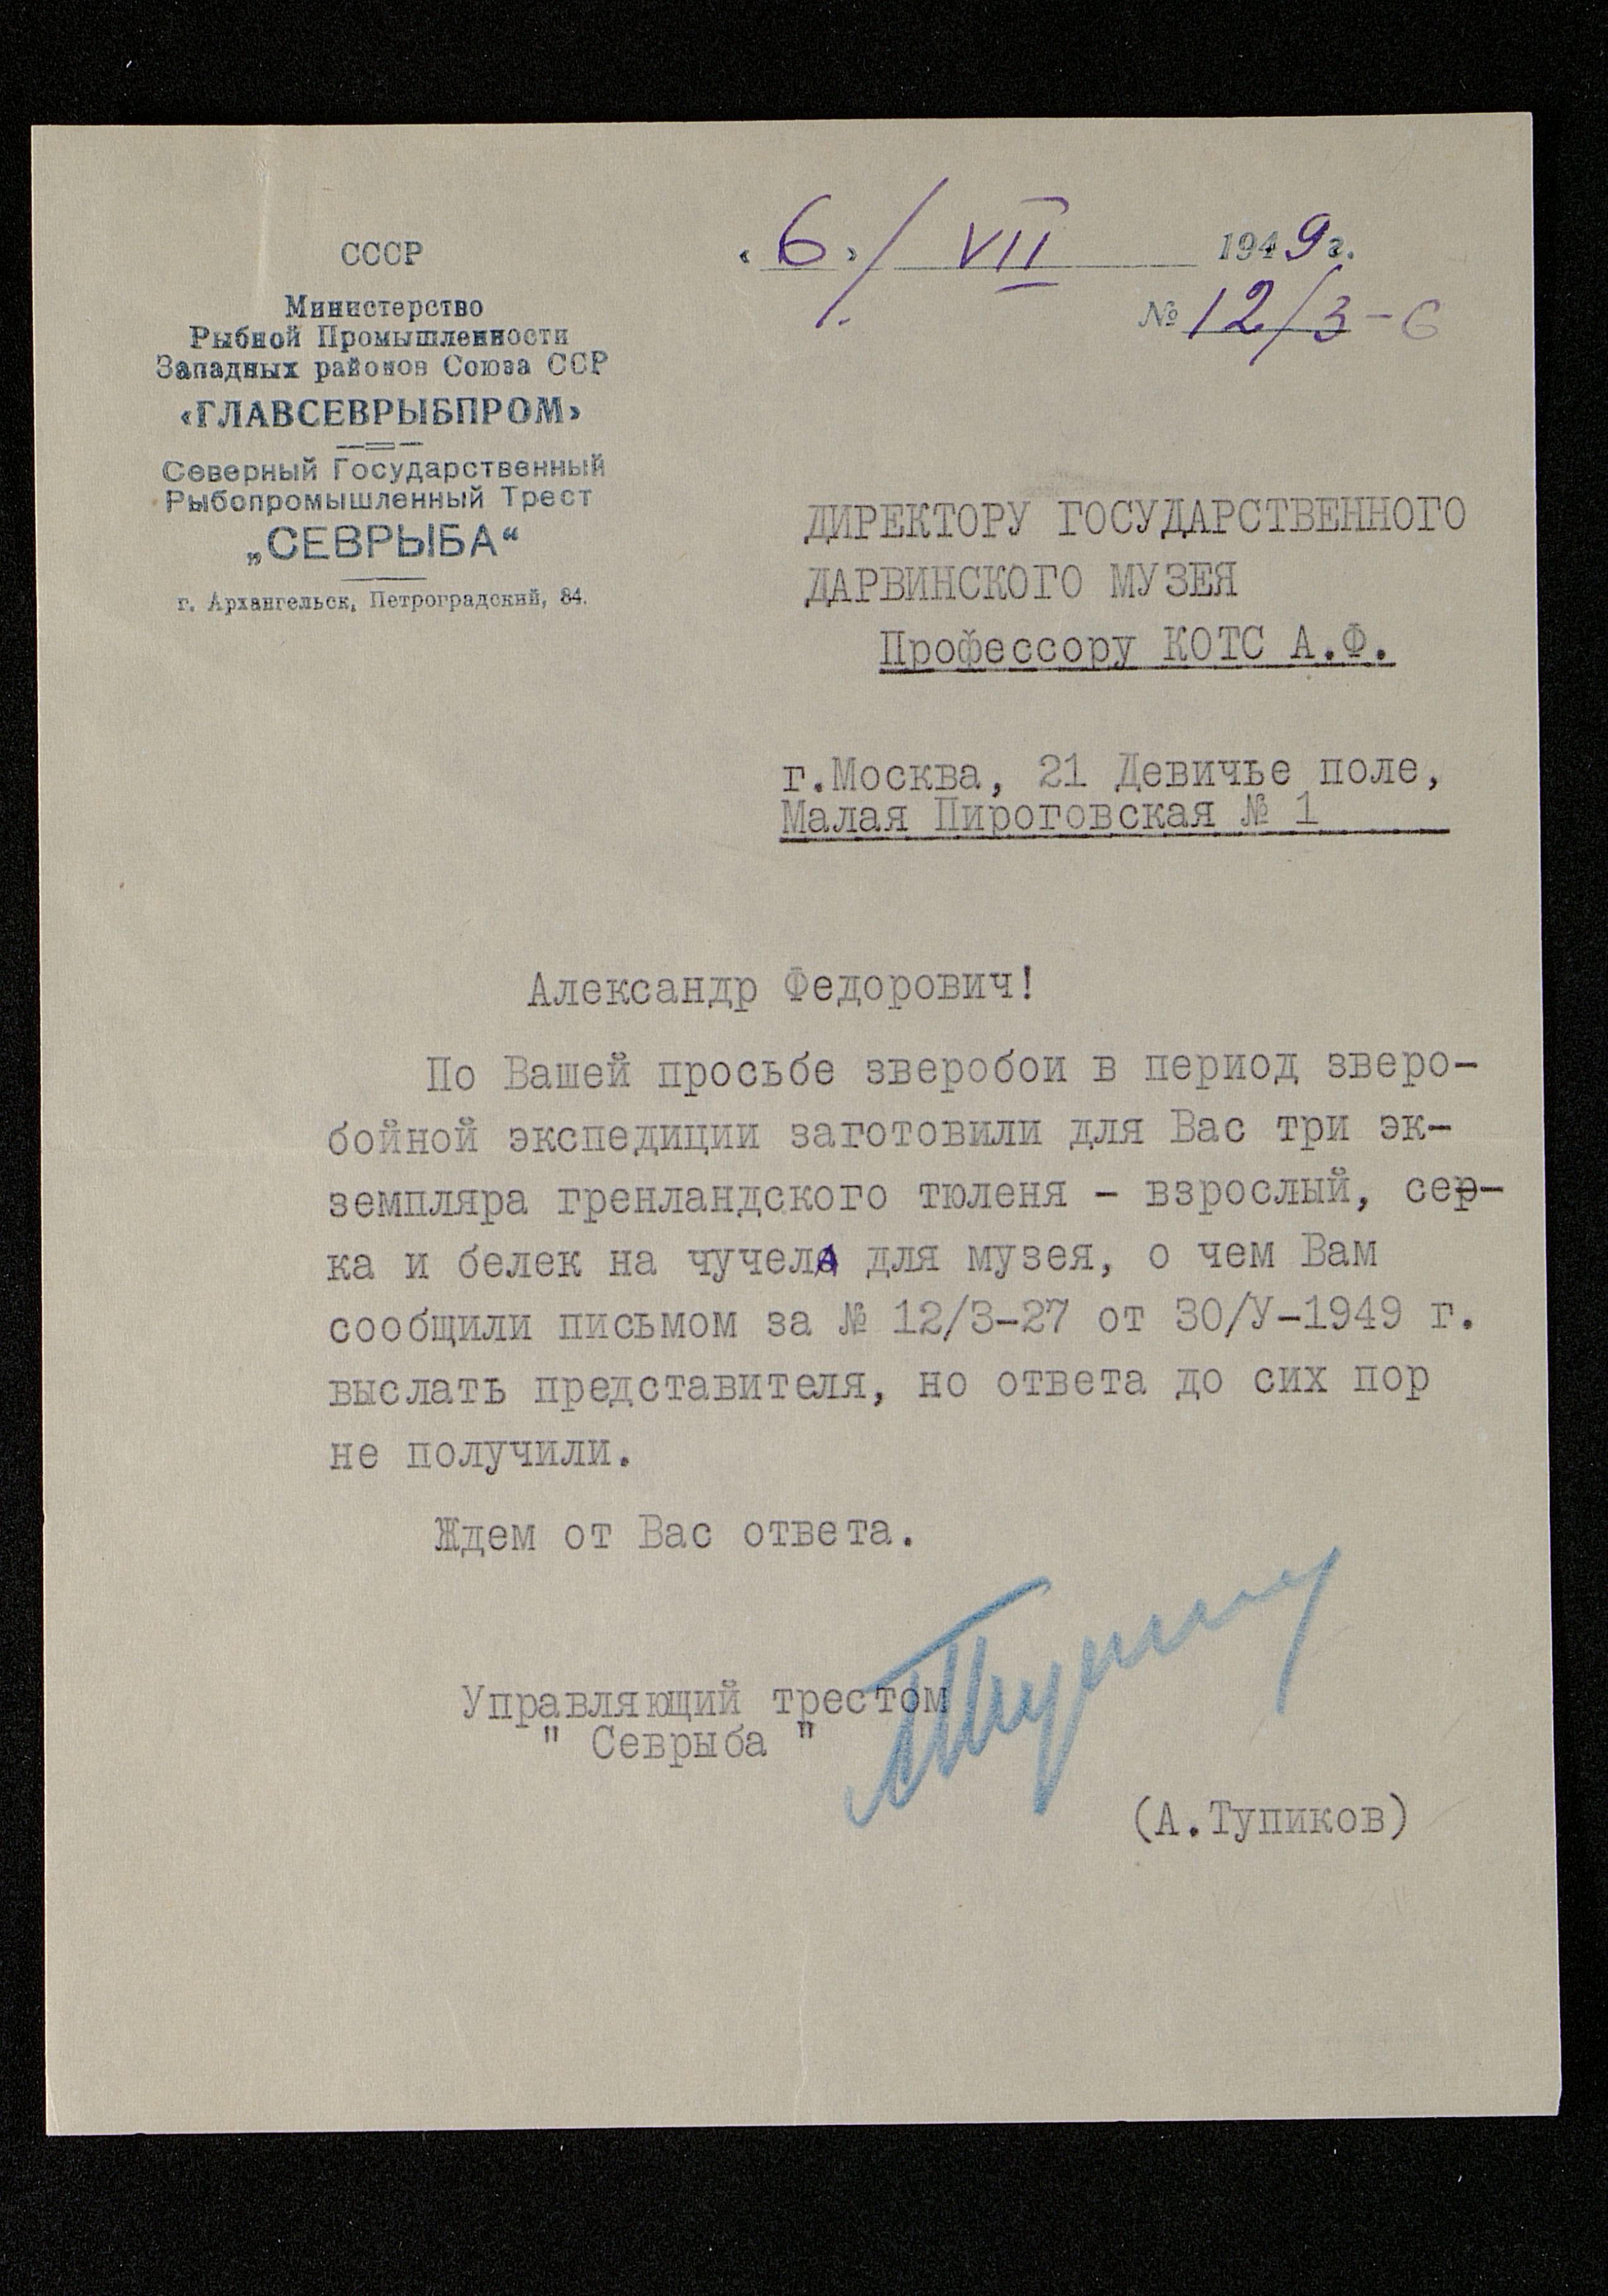 СССР
Министерство
Рыбной Промышленности
Западных районов Союза ССР
«ГЛАВСЕВРЫБПРОМ»
Северный Государственный
Рыбопромышленный Трест
„СЕВРЫБА“
г. Архангельск, Петроградский, 84.
«6» / VII 1949 г.
№ 12/3-6
ДИРЕКТОРУ ГОСУДАРСТВЕННОГО
ДАРВИНСКОГО МУЗЕЯ
Профессору КОТС А.Ф.
г.Москва, 21 Девичье поле,
Малая Пироговская № 1
Александр Федорович!
По Вашей просьбе зверобои в период зверо-
бойной экспедиции заготовили для Вас три эк-
земпляра гренландского тюленя - взрослый, сер-
ка и белек на чучела для музея, о чем Вам
сообщили письмом за № 12/3-27 от 30/У-1949 г.
выслать представителя, но ответа до сих пор
не получили.
Ждем от Вас ответа.
Управляющий трестом
" Севрыба "
(А.Тупиков)